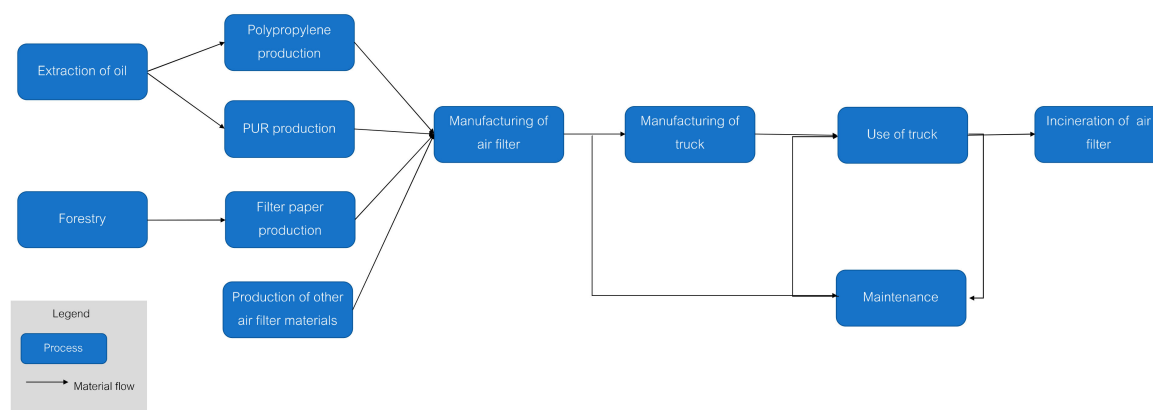 Polypropylene
production
Extraction of oil
PUR production
Manufacturing of
air filter
Manufacturing of
truck
Use of truck
Incineration of air
filter
Forestry
Filter paper
production
Production of other
air filter materials
Maintenance
Legend
Process
Material flow